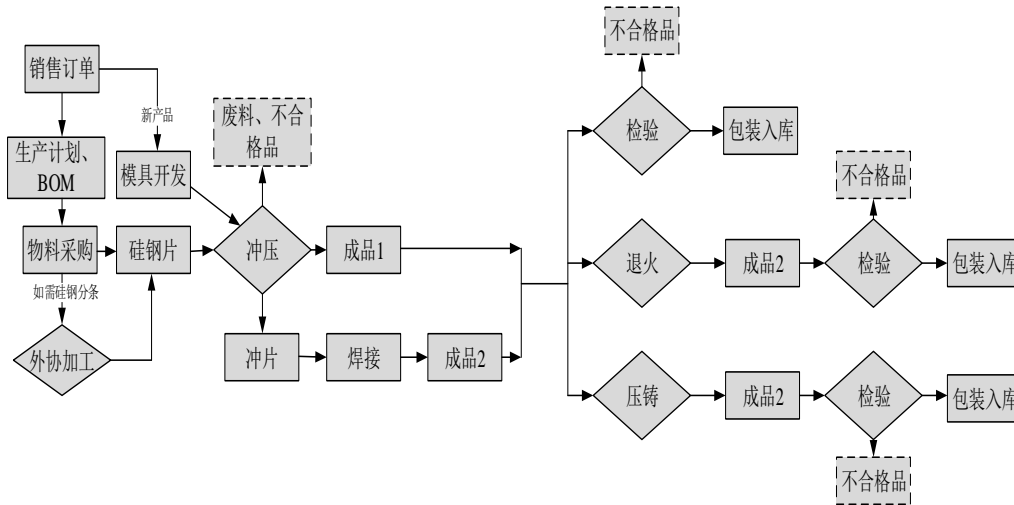 销售订单
新产品
生产计划、
BOM
模具开发
废料、不合
格品
物料采购
硅钢片
冲压
成品1
如需硅钢分条
外协加工
冲片
焊接
成品2
不合格品
检验
包装入库
退火
成品2
不合格品
检验
包装入库
压铸
成品2
检验
包装入库
不合格品